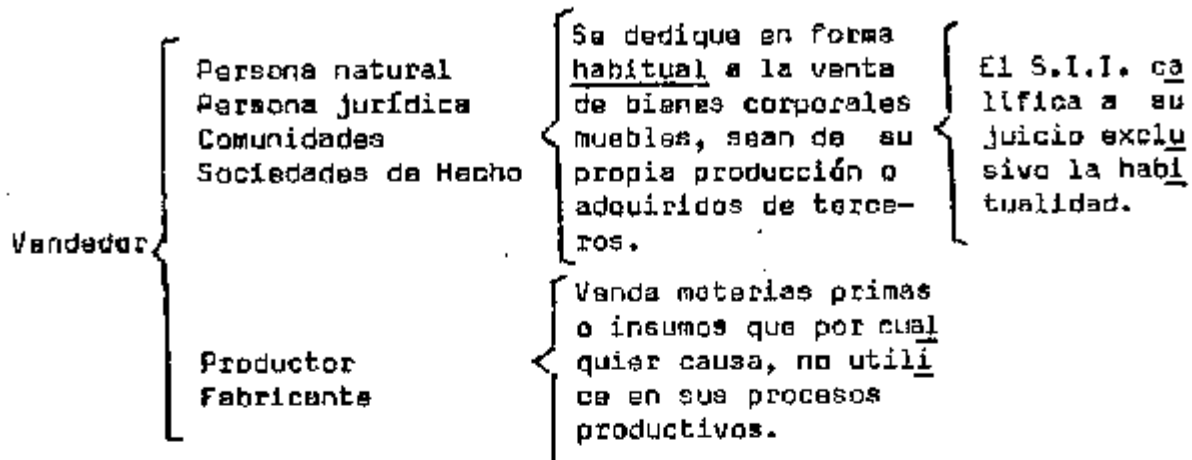 Vendedor
Persona natural
Persona jurídica
Comunidades
Sociedades de Hecho
Se dedique en forma
habitual a la venta
de bienes corporales
muebles, sean de su
propia producción o
adquiridos de terce-
ros.
El S.I.I. ca
lifica a su
juicio exclu
sivo la habi
tualidad.
Productor
Fabricante
Venda materias primas
o insumos que por cual
quier causa, no utili
ce en sus procesos
productivos.